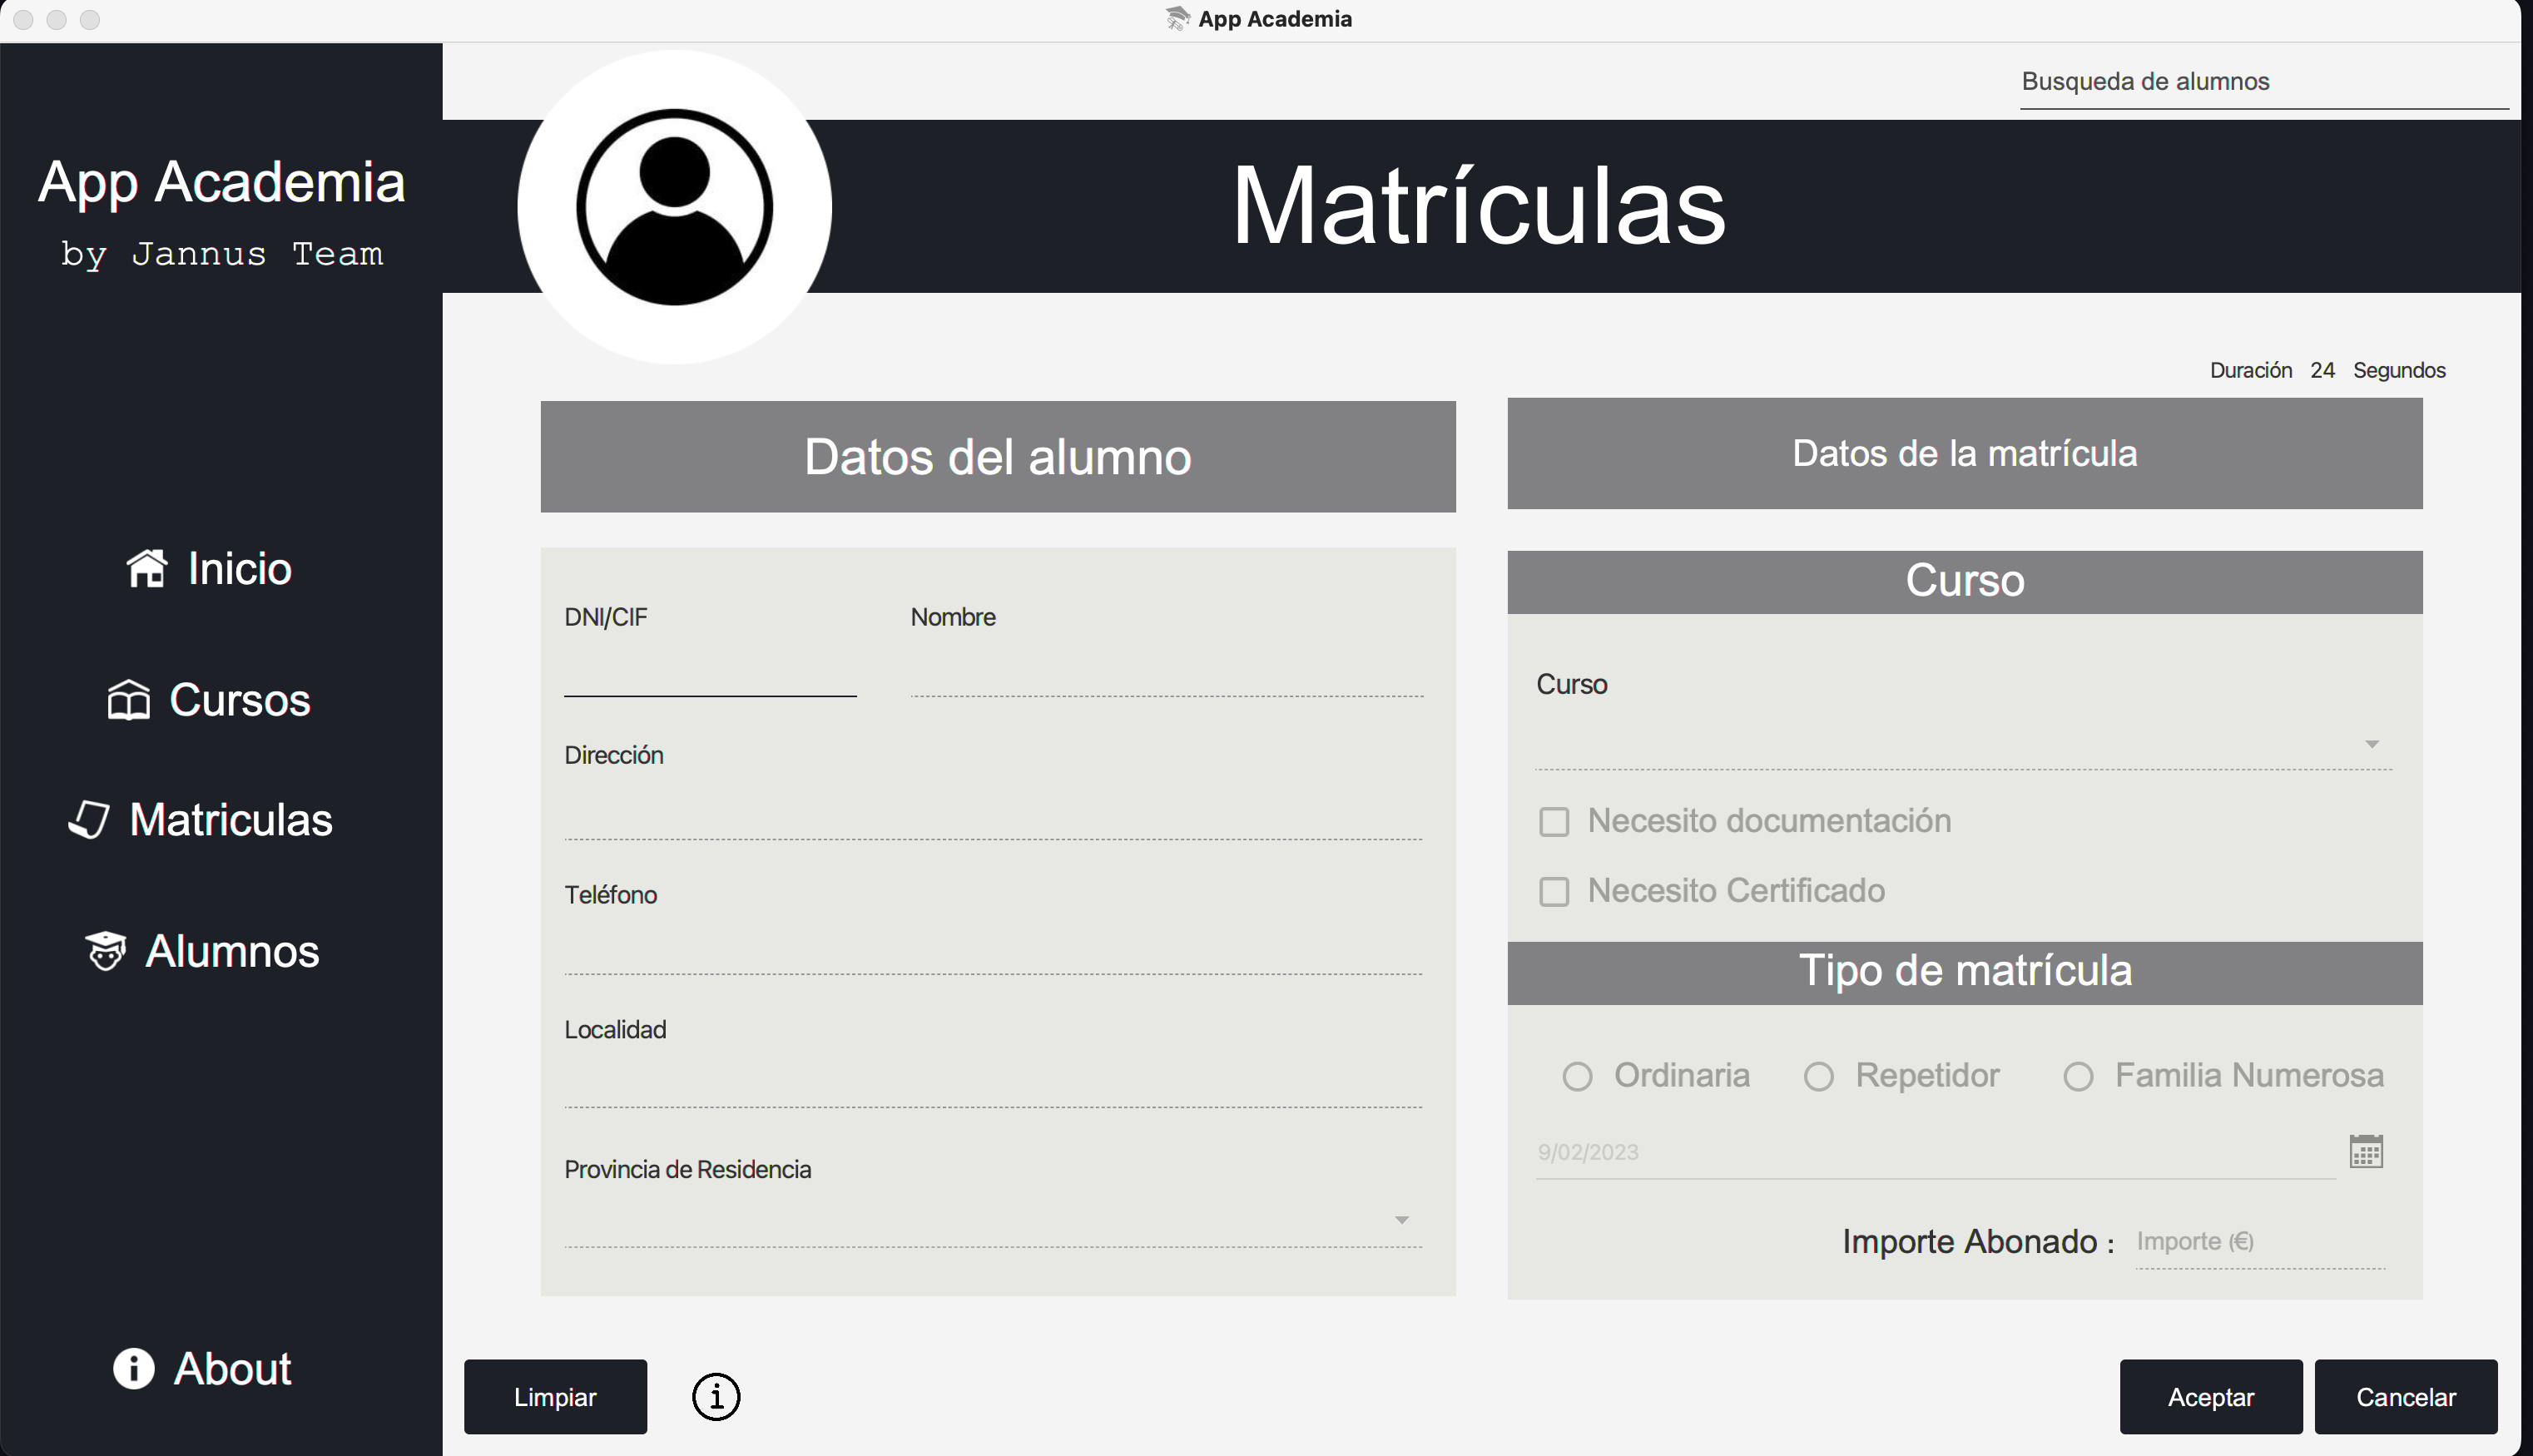 App Academia
Busqueda de alumnos
App Academia
by Jannus Team
Matrículas
Inicio
Cursos
Matriculas
Alumnos
About
Duración 24 Segundos
Datos del alumno
DNI/CIF Nombre
Dirección
Teléfono
Localidad
Provincia de Residencia
Datos de la matrícula
Curso
Curso
Necesito documentación
Necesito Certificado
Tipo de matrícula
Ordinaria Repetidor Familia Numerosa
9/02/2023
Importe Abonado : Importe (€)
Limpiar
Aceptar Cancelar